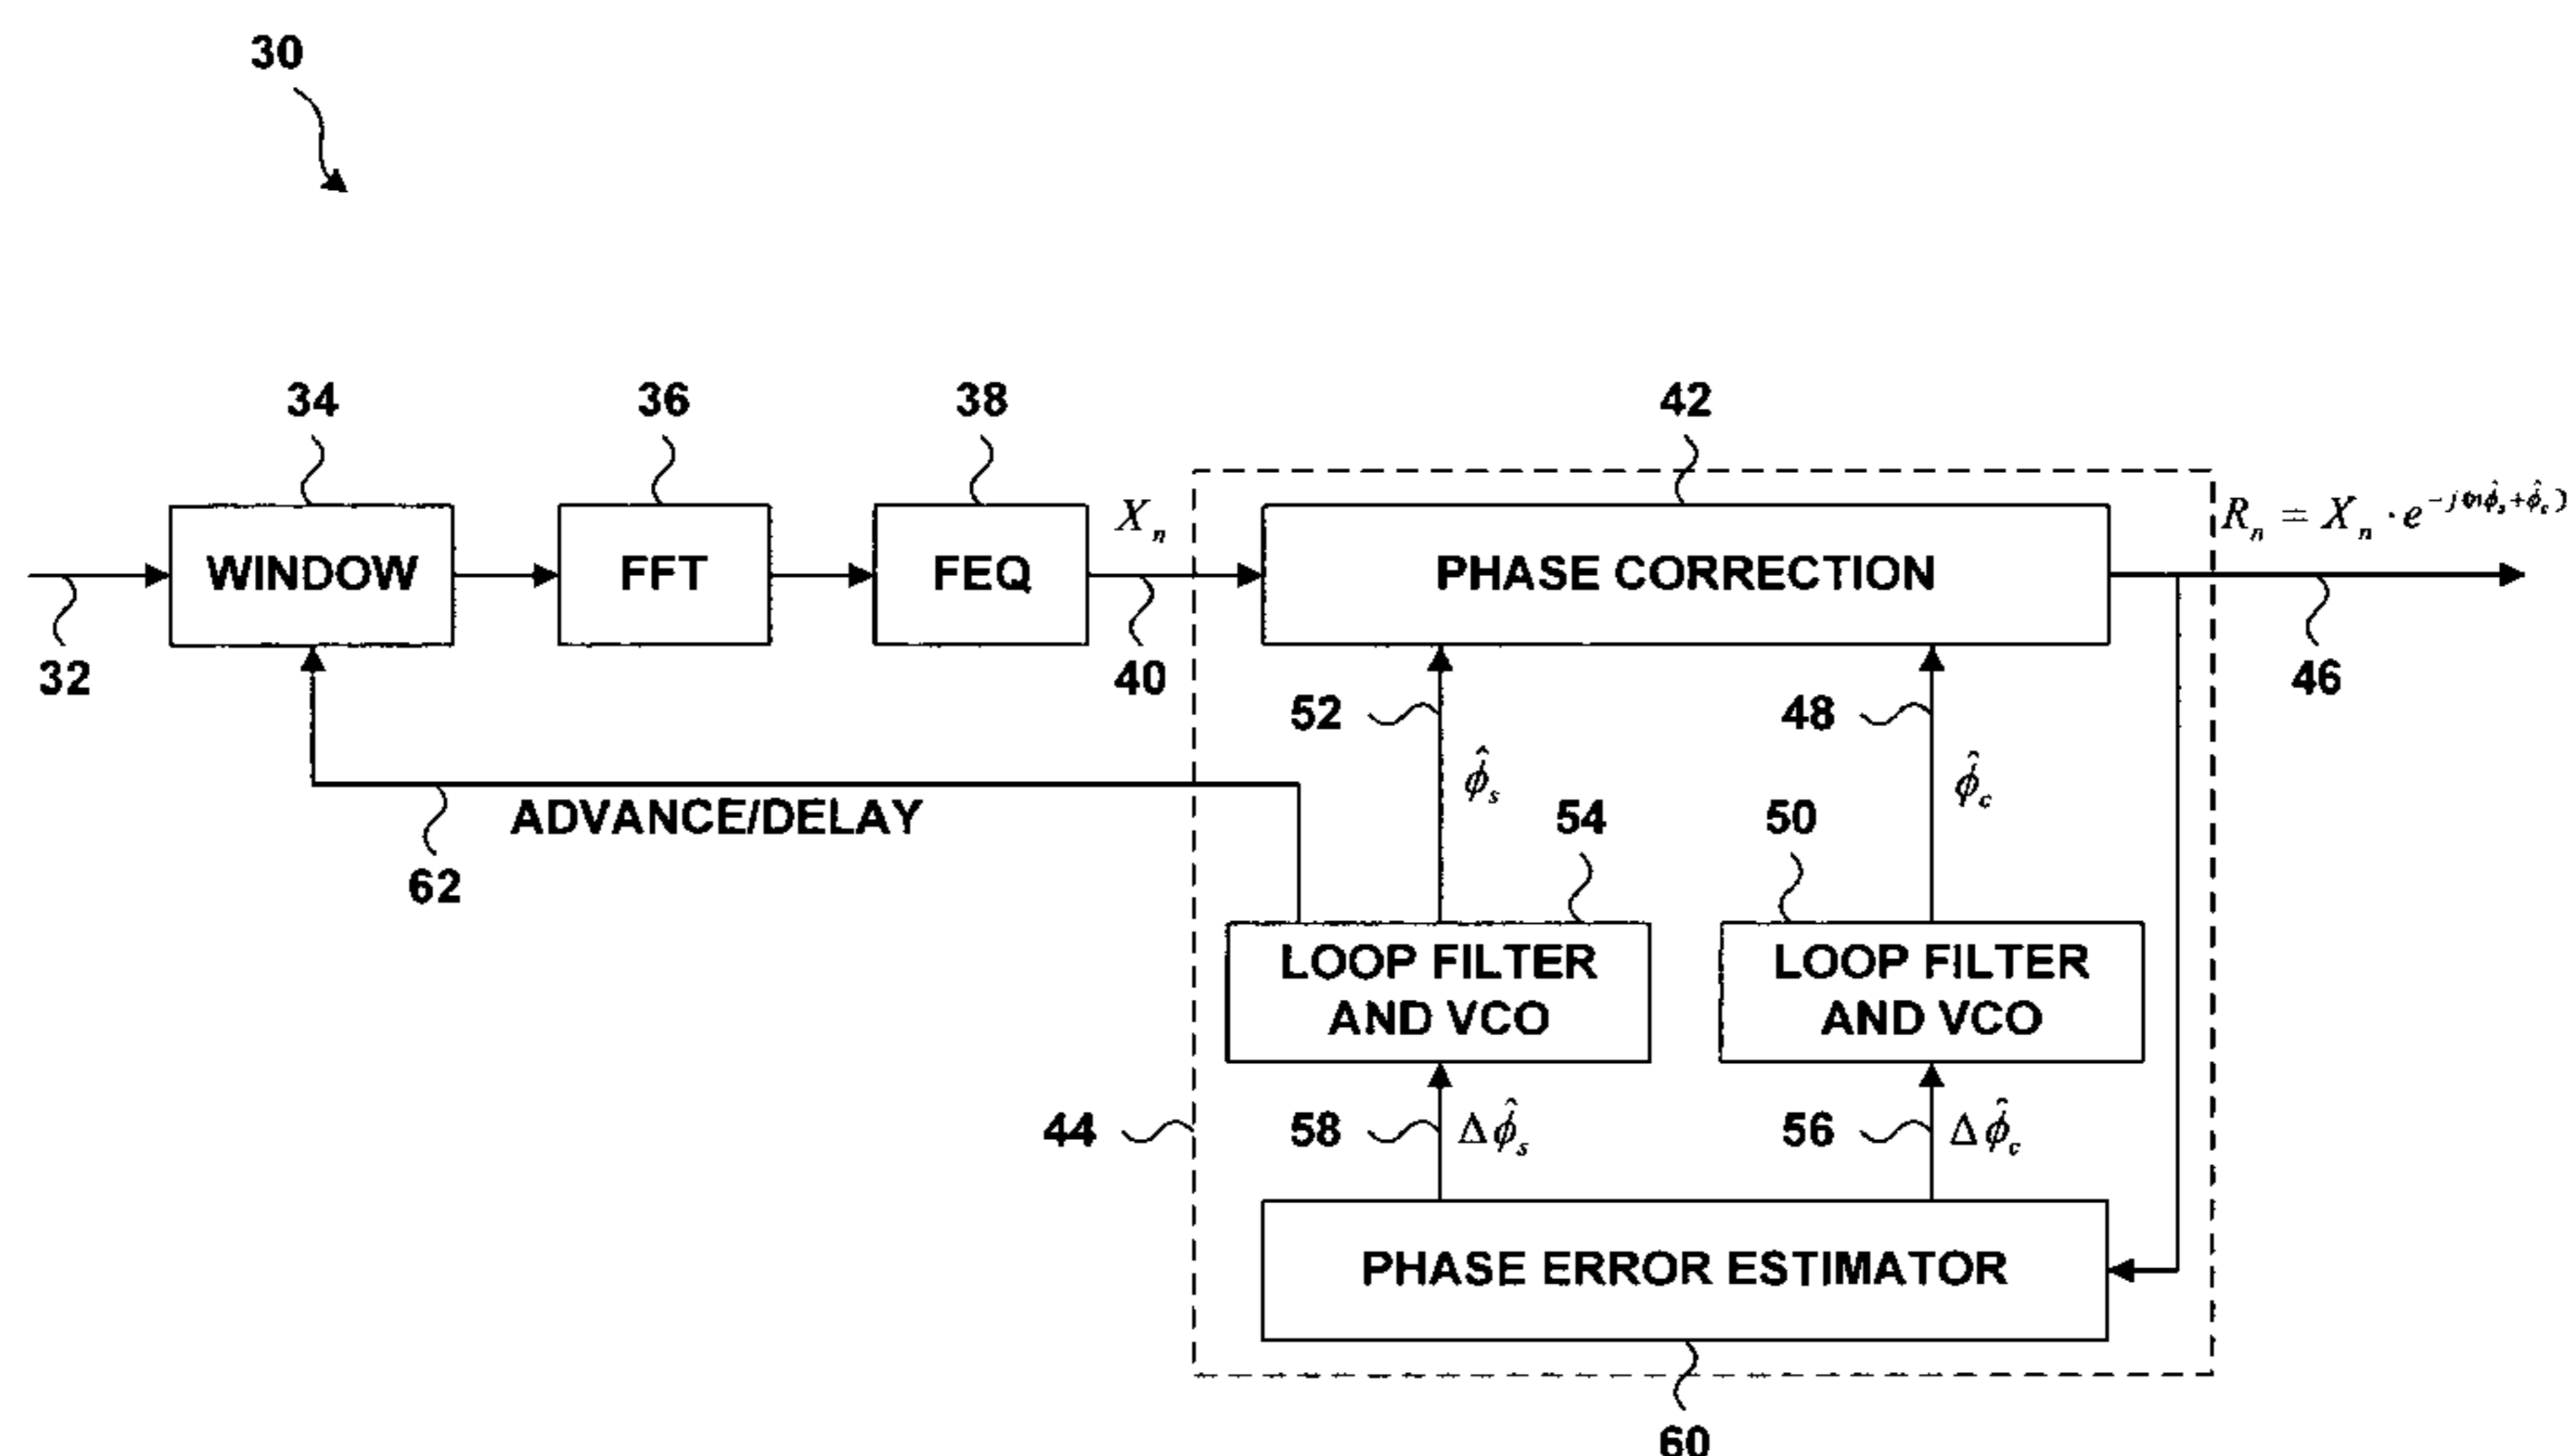 30
34
36
38
42
WINDOW
FFT
FEQ
X_n
PHASE CORRECTION
R_n = X_n · e^{-j(nφ̂_s+φ̂_c)}
32
40
46
52
48
φ̂_s
φ̂_c
ADVANCE/DELAY
62
54
50
LOOP FILTER
AND VCO
LOOP FILTER
AND VCO
44
58
Δφ̂_s
56
Δφ̂_c
PHASE ERROR ESTIMATOR
60